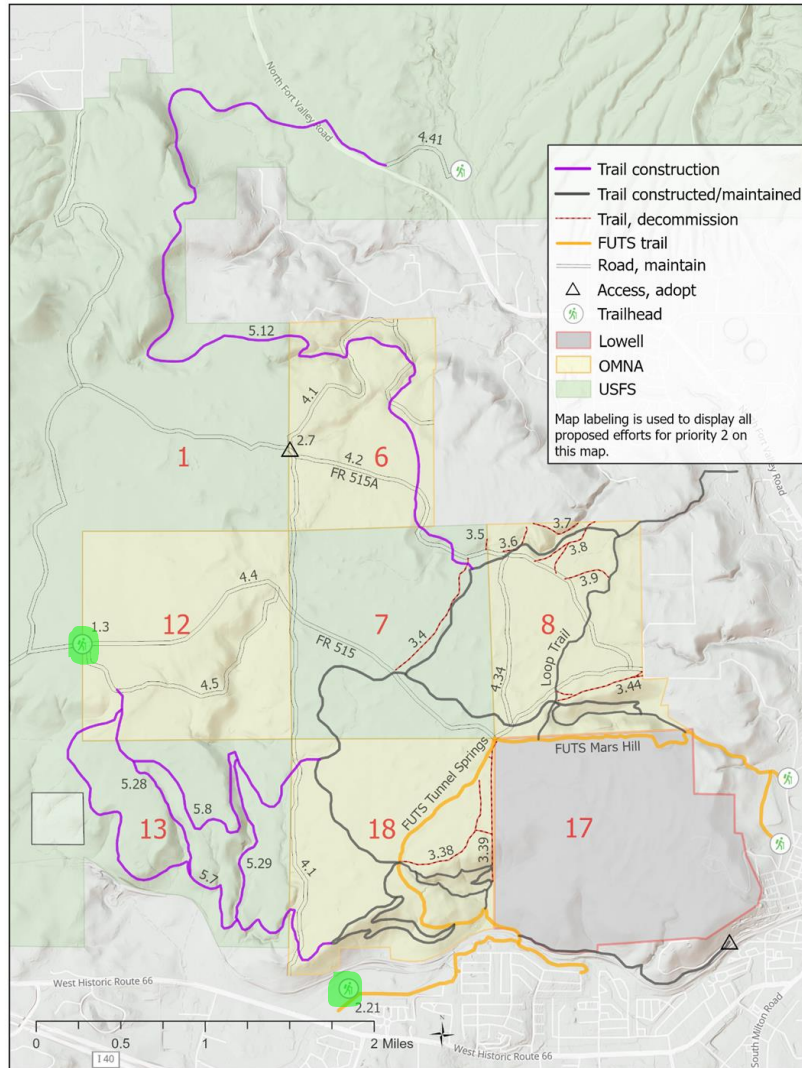 North Fort Valley Road
4.41
Trail construction
Trail constructed/maintained
Trail, decommission
FUTS trail
Road, maintain
Access, adopt
Trailhead
Lowell
OMNA
USFS
Map labeling is used to display all
proposed efforts for priority 2 on
this map.
5.12
4.1
2.7
1
4.2
6
FR 515A
Fort Valley Road
3.5
3.6
3.7
3.8
3.9
4.4
1.3
12
7
8
3.4
FR 515
4.5
4.34
Loop Trail
3.44
FUTS Mars Hill
FUTS Tunnel Springs
5.28
5.8
13
18
17
3.38
3.39
5.29
5.7
4.1
West Historic Route 66
2.21
N
0
0.5
1
2 Miles
I 40
West Historic Route 66
South Milton Road